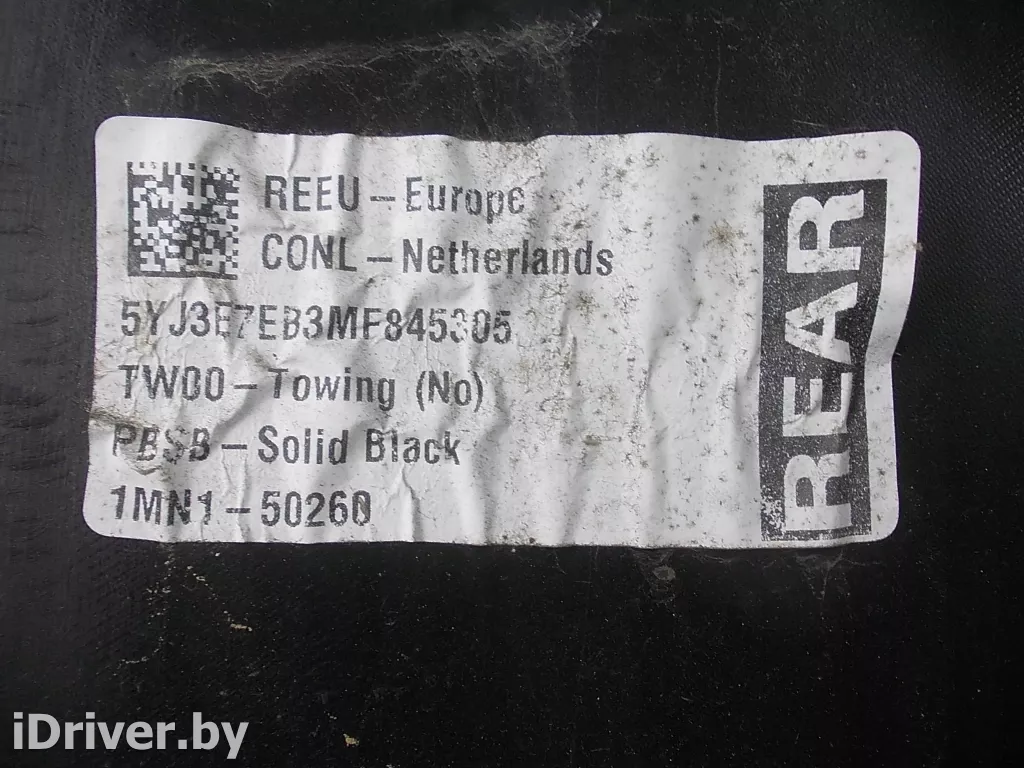 REEU - Europe
CONL - Netherlands
5YJ3E7EB3MF845305
TW00 - Towing (No)
PBSB - Solid Black
1MN1 - 50260
REAR
iDriver.by